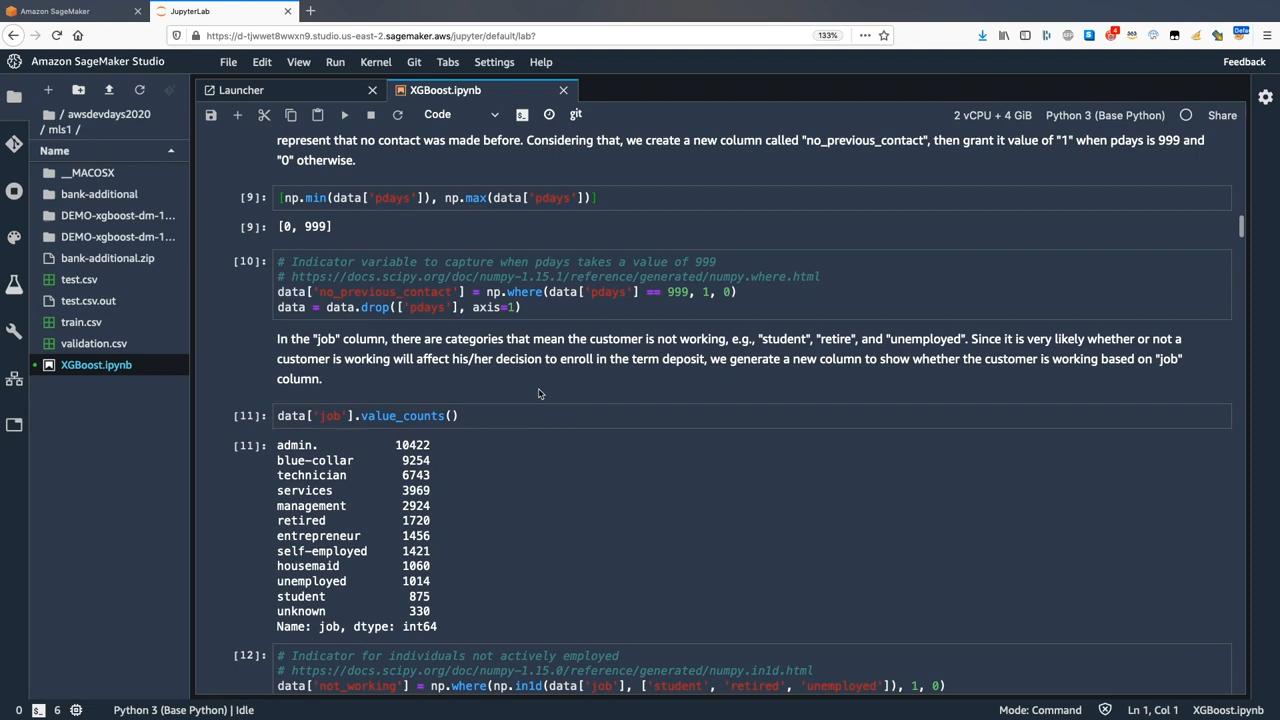 Amazon SageMaker
JupyterLab
https://d-tjwwet8wwxn9.studio.us-east-2.sagemaker.aws/jupyter/default/lab?
133%
4
Defa
Amazon SageMaker Studio
File Edit View Run Kernel Git Tabs Settings Help
Feedback
Launcher
XGBoost.ipynb
Code
git
2 vCPU + 4 GiB
Python 3 (Base Python)
Share
/ awsdevdays2020
/ mls1 /
Name
__MACOSX
bank-additional
DEMO-xgboost-dm-1...
DEMO-xgboost-dm-1...
bank-additional.zip
test.csv
test.csv.out
train.csv
validation.csv
XGBoost.ipynb
represent that no contact was made before. Considering that, we create a new column called "no_previous_contact", then grant it value of "1" when pdays is 999 and
"0" otherwise.
[9]: [np.min(data['pdays']), np.max(data['pdays'])]
[9]: [0, 999]
[10]: # Indicator variable to capture when pdays takes a value of 999
# https://docs.scipy.org/doc/numpy-1.15.1/reference/generated/numpy.where.html
data['no_previous_contact'] = np.where(data['pdays'] == 999, 1, 0)
data = data.drop(['pdays'], axis=1)
In the "job" column, there are categories that mean the customer is not working, e.g., "student", "retire", and "unemployed". Since it is very likely whether or not a
customer is working will affect his/her decision to enroll in the term deposit, we generate a new column to show whether the customer is working based on "job"
column.
[11]: data['job'].value_counts()
[11]: admin. 10422
blue-collar 9254
technician 6743
services 3969
management 2924
retired 1720
entrepreneur 1456
self-employed 1421
housemaid 1060
unemployed 1014
student 875
unknown 330
Name: job, dtype: int64
[12]: # Indicator for individuals not actively employed
# https://docs.scipy.org/doc/numpy-1.15.0/reference/generated/numpy.in1d.html
data['not_working'] = np.where(np.in1d(data['job'], ['student', 'retired', 'unemployed']), 1, 0)
0
6
Python 3 (Base Python) | Idle
Mode: Command
Ln 1, Col 1
XGBoost.ipynb